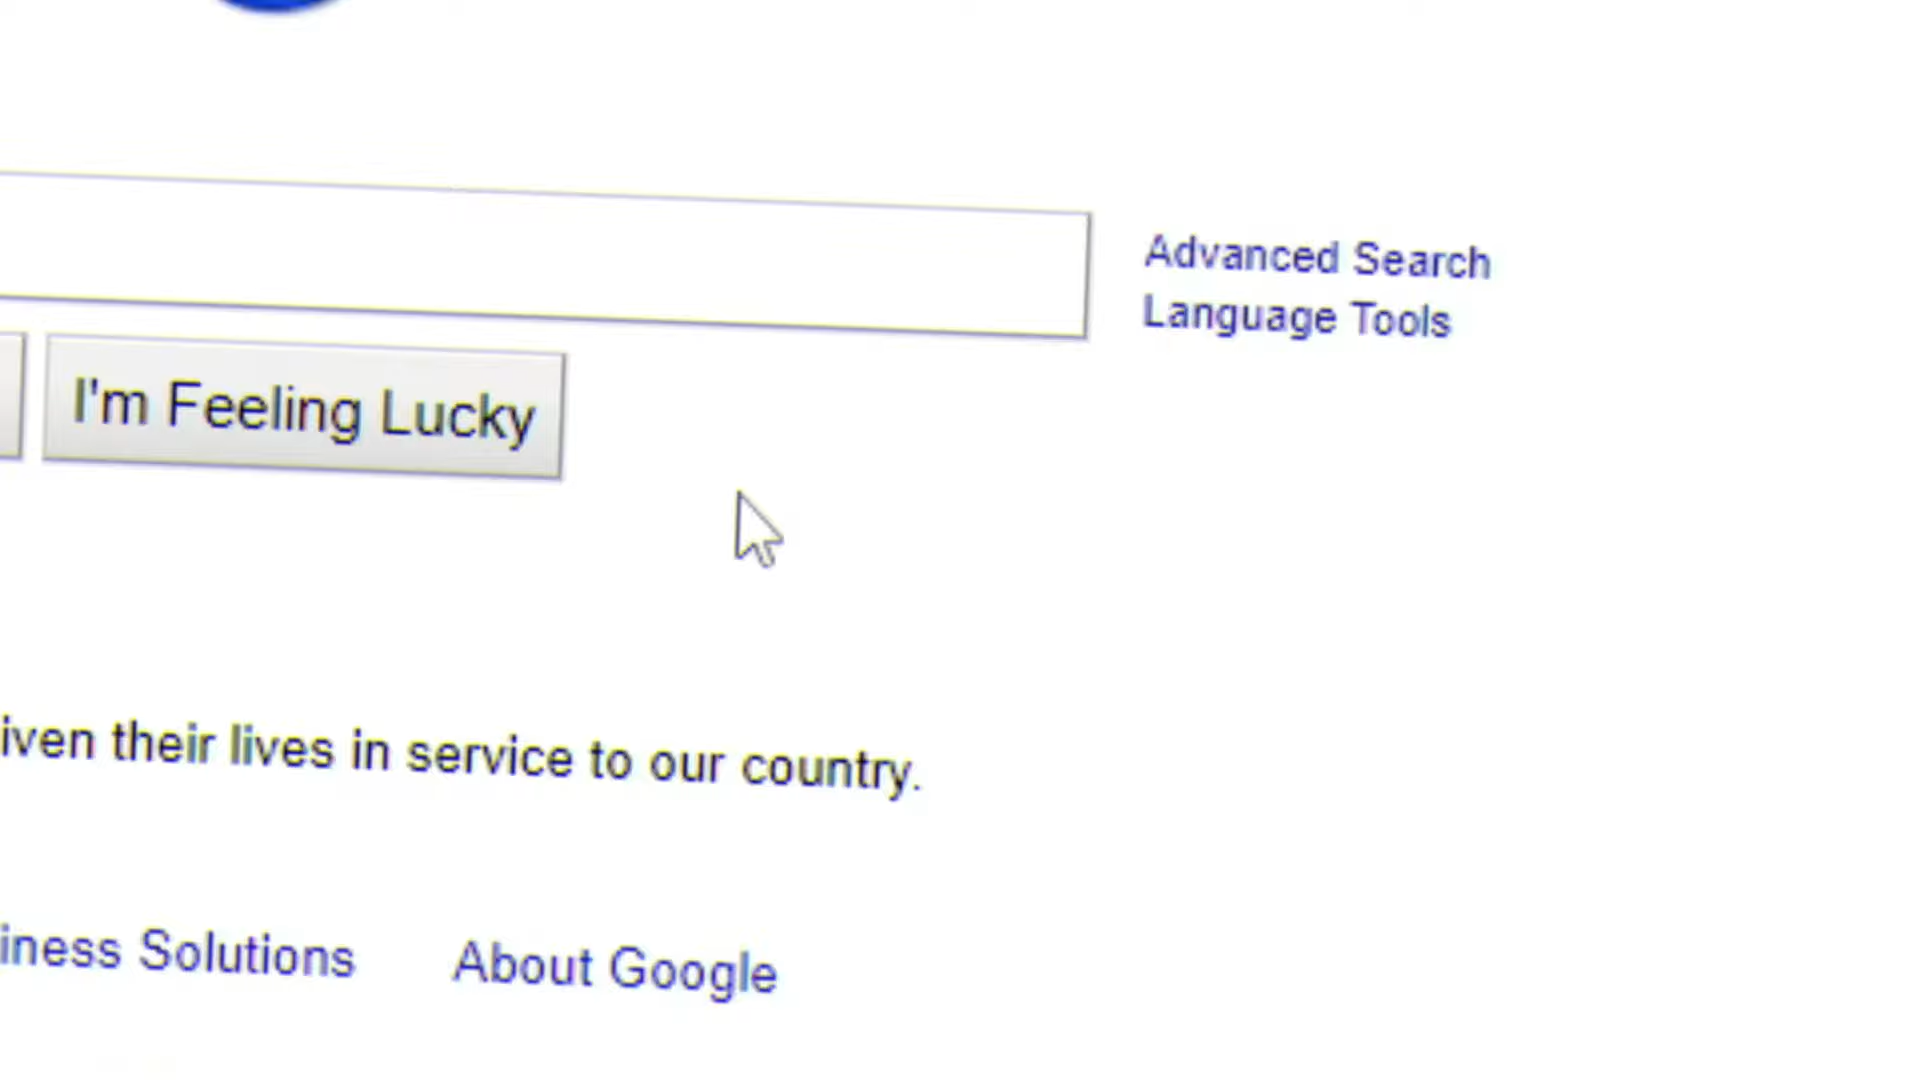 Advanced Search
Language Tools
I'm Feeling Lucky
iven their lives in service to our country.
iness Solutions About Google